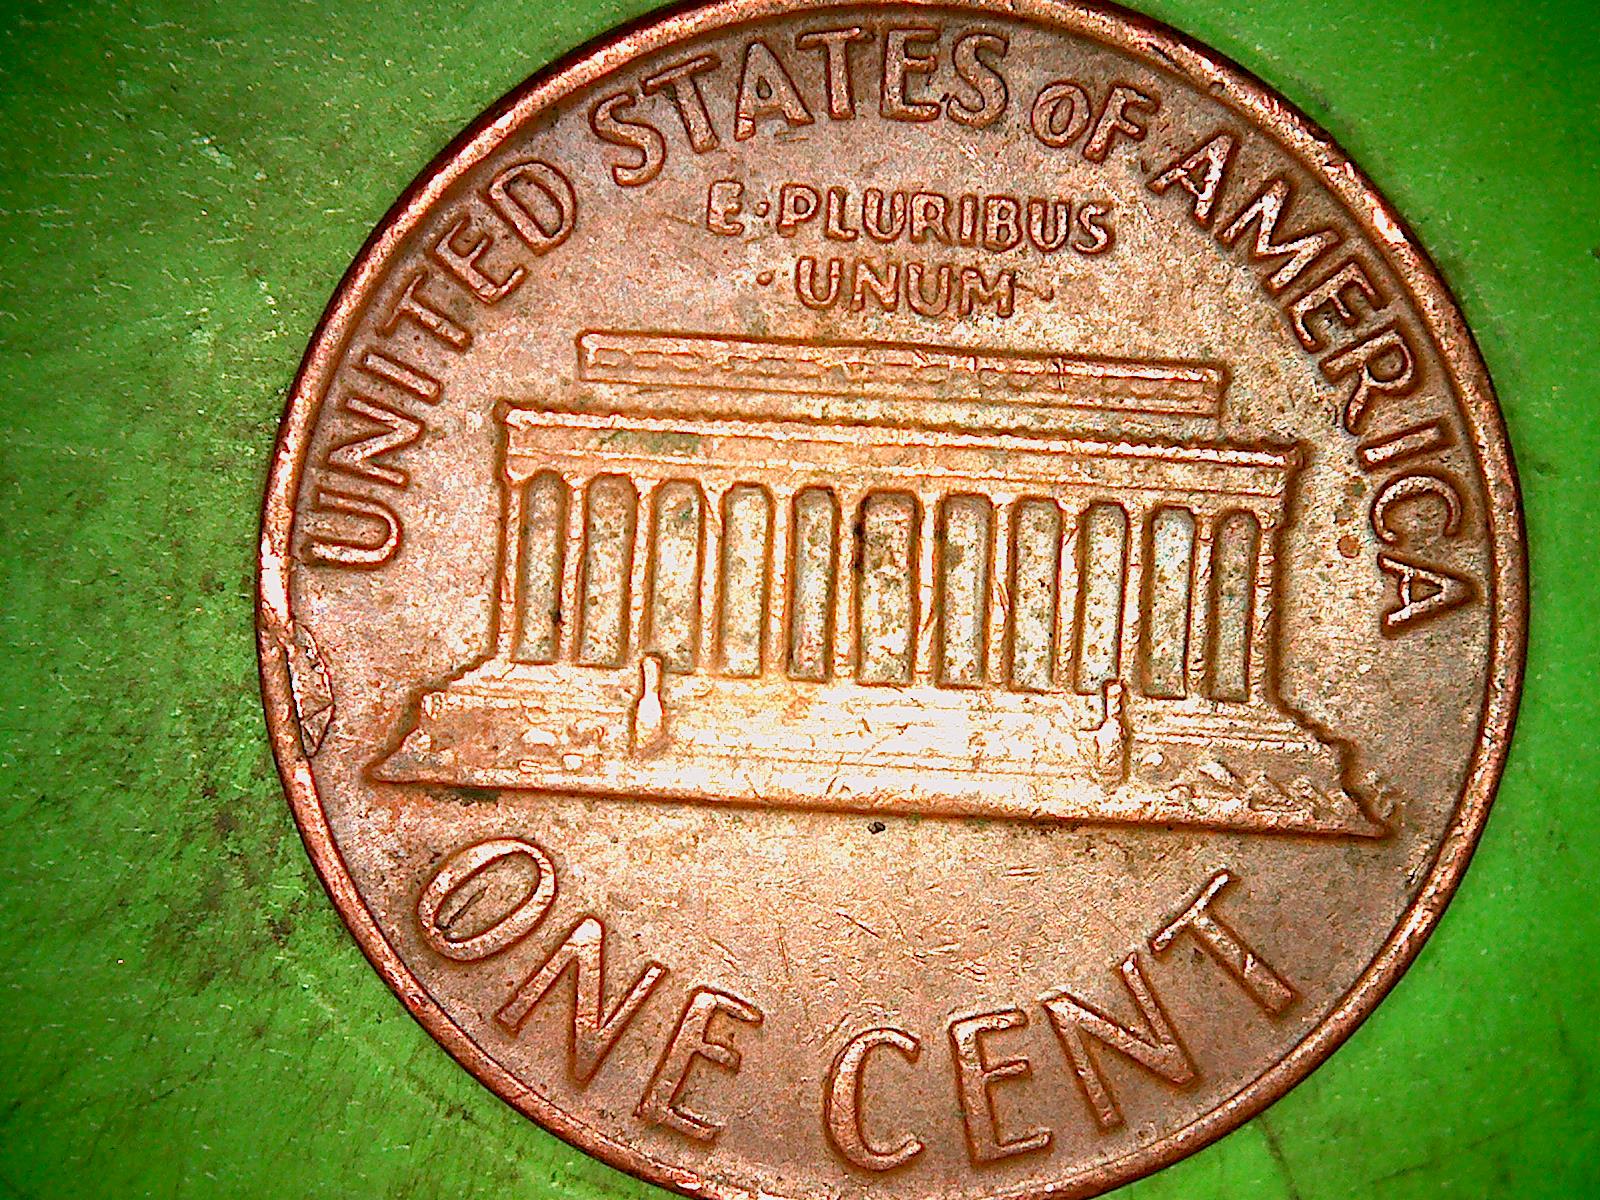 UNITED STATES OF AMERICA
E·PLURIBUS
·UNUM·
ONE CENT